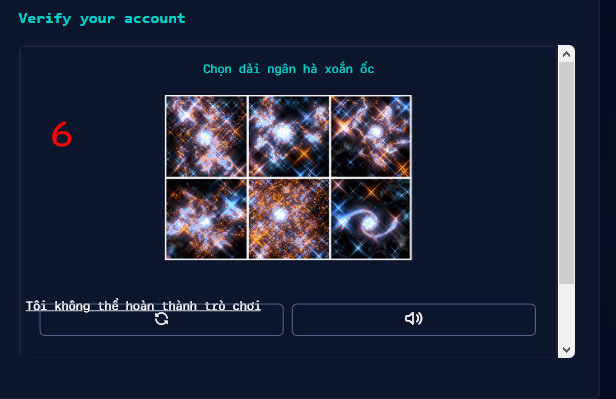 Verify your account
Chọn dải ngân hà xoắn ốc
6
Tôi không thể hoàn thành trò chơi